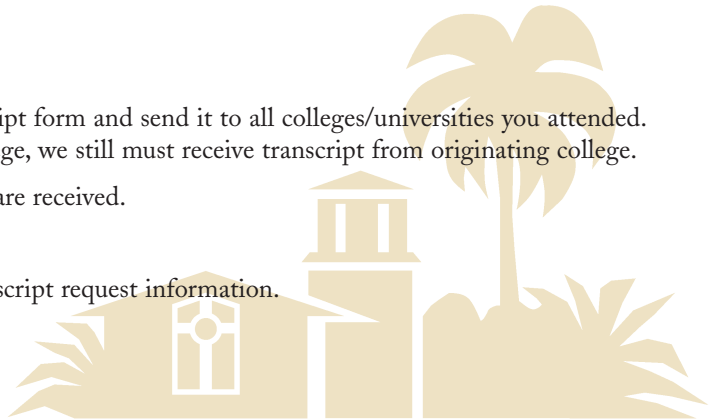 ipt form and send it to all colleges/universities you attended.
ge, we still must receive transcript from originating college.
are received.
script request information.